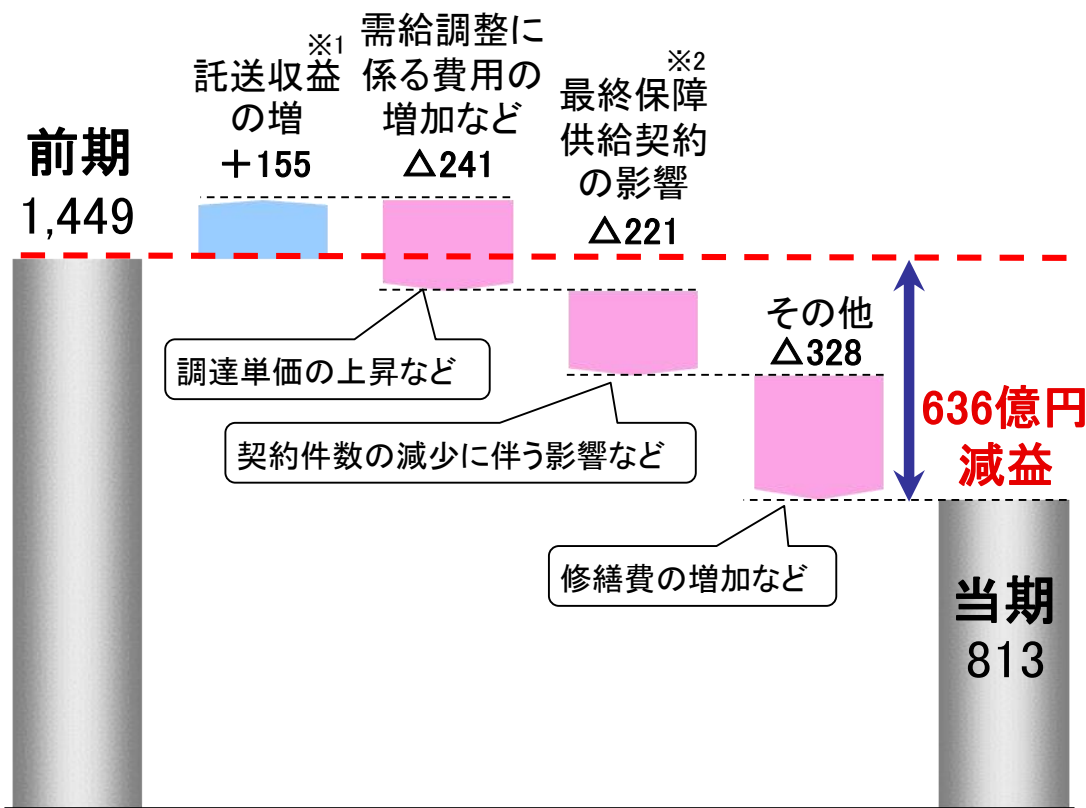 前期
1,449
※1
託送収益
の増
＋155
需給調整に
係る費用の
増加など
△241
※2
最終保障
供給契約
の影響
△221
その他
△328
調達単価の上昇など
契約件数の減少に伴う影響など
修繕費の増加など
636億円
減益
当期
813